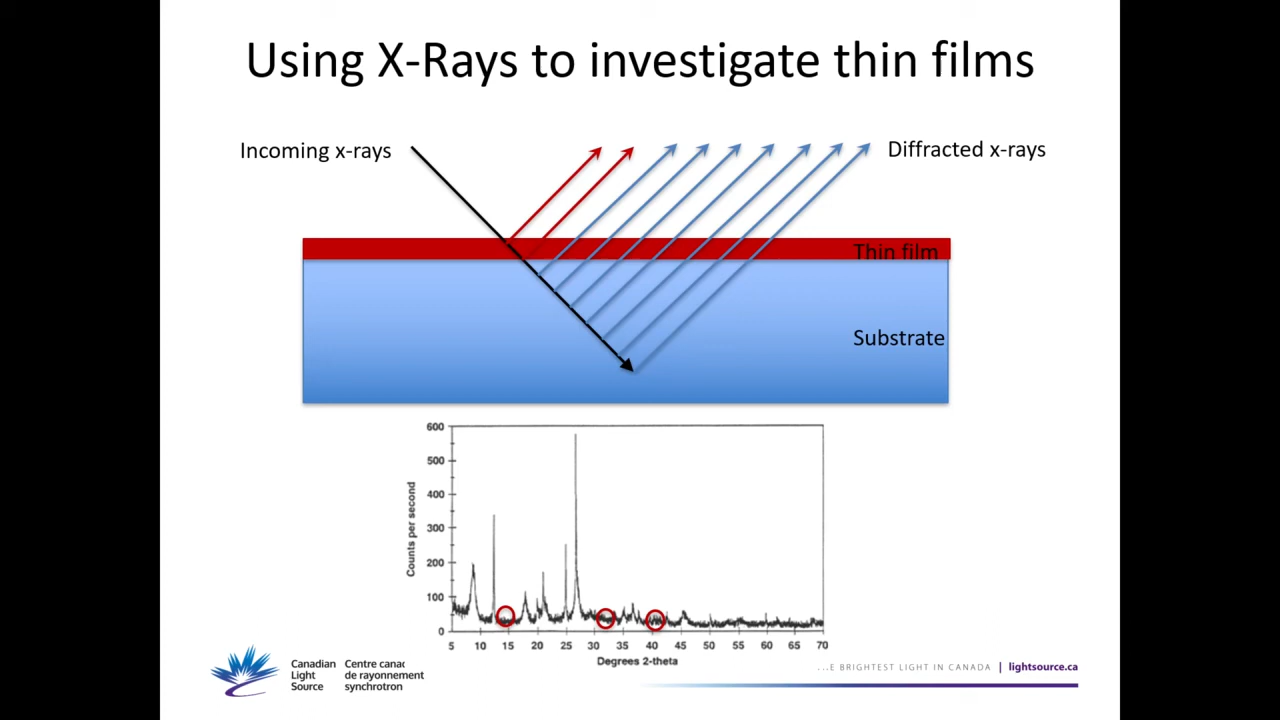 Using X-Rays to investigate thin films
Incoming x-rays
Diffracted x-rays
Thin film
Substrate
600
500
400
300
200
100
0
Counts per second
5 10 15 20 25 30 35 40 45 50 55 60 65 70
Degrees 2-theta
Canadian
Light
Source
Centre canac
de rayonnement
synchrotron
...E BRIGHTEST LIGHT IN CANADA | lightsource.ca